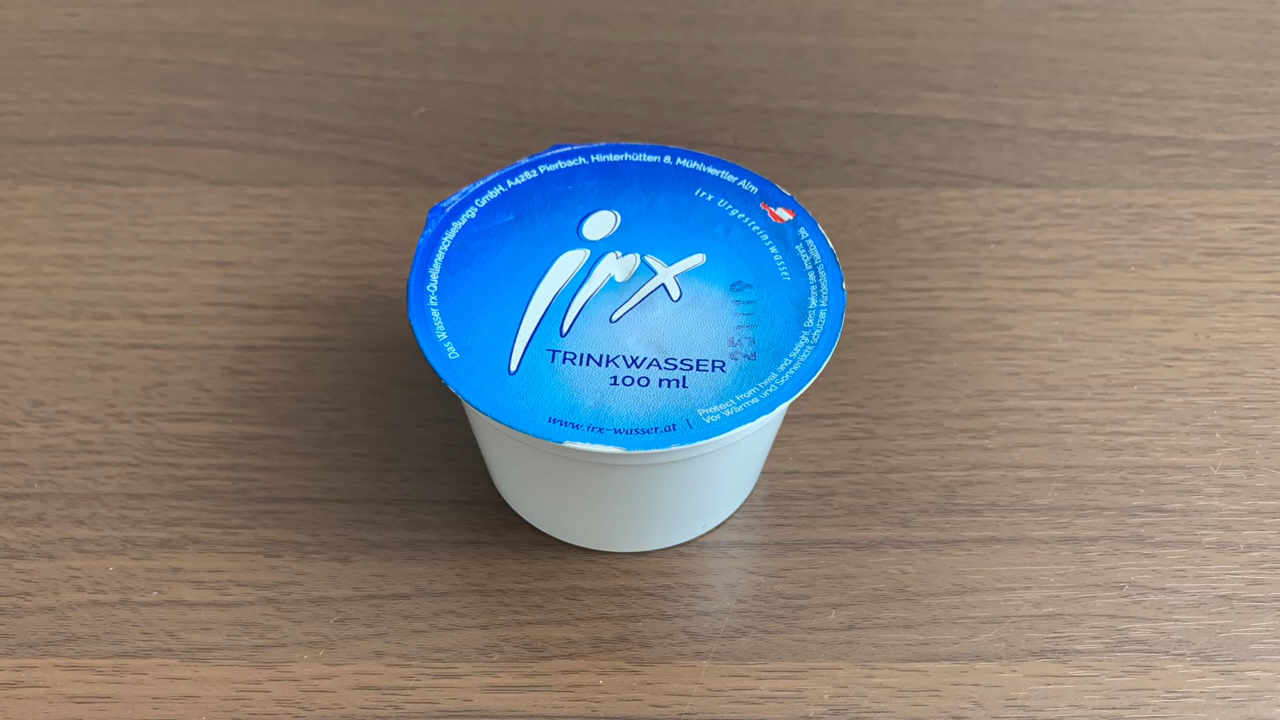 Das Wasser irx-Quellenerschließungs GmbH, A4282 Pierbach, Hinterhütten 8, Mühlviertler Alm
irx Urgesteinswasser
irx
TRINKWASSER
100 ml
www.irx-wasser.at |
Protect from heat and sunlight. Best before see imprint
Vor Wärme und Sonnenlicht schützen. Mindestens haltbar bis